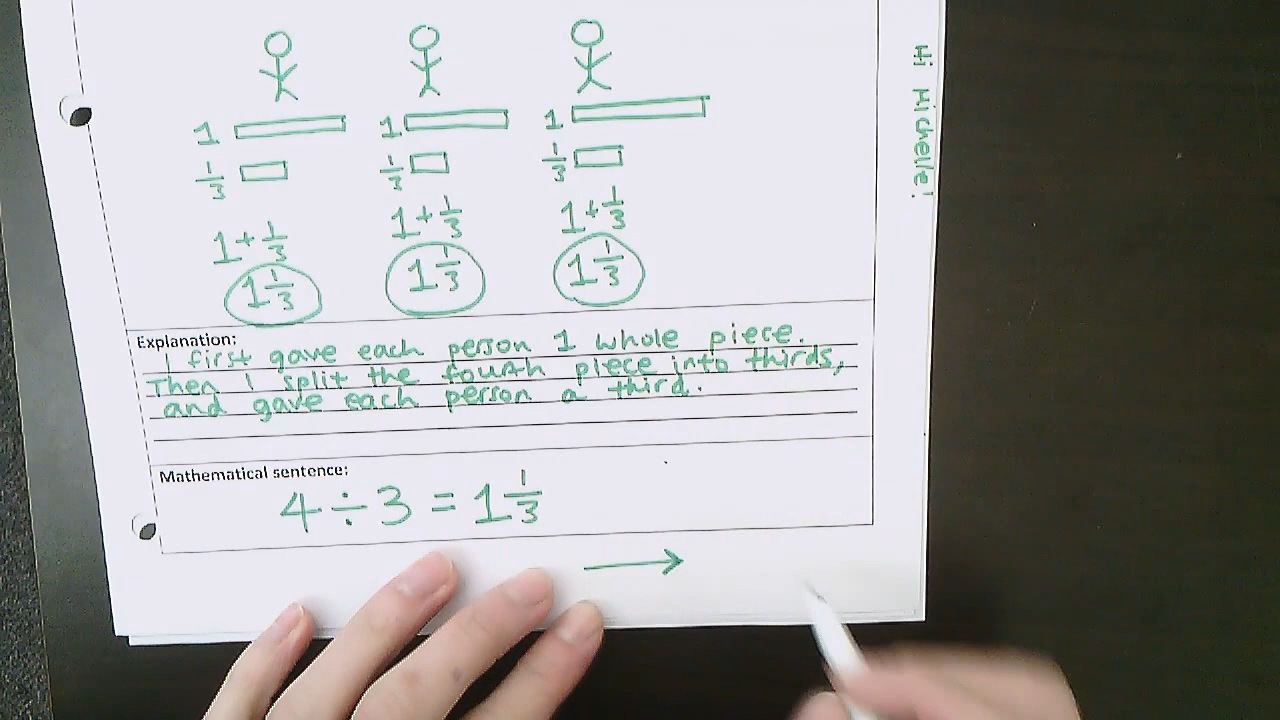 Hi Michelle!
1 1 1
1/3 1/3 1/3
1 + 1/3 1 + 1/3 1 + 1/3
1 1/3 1 1/3 1 1/3
Explanation:
I first gave each person 1 whole piece.
Then I split the fourth piece into thirds,
and gave each person a third.
Mathematical sentence:
4 ÷ 3 = 1 1/3